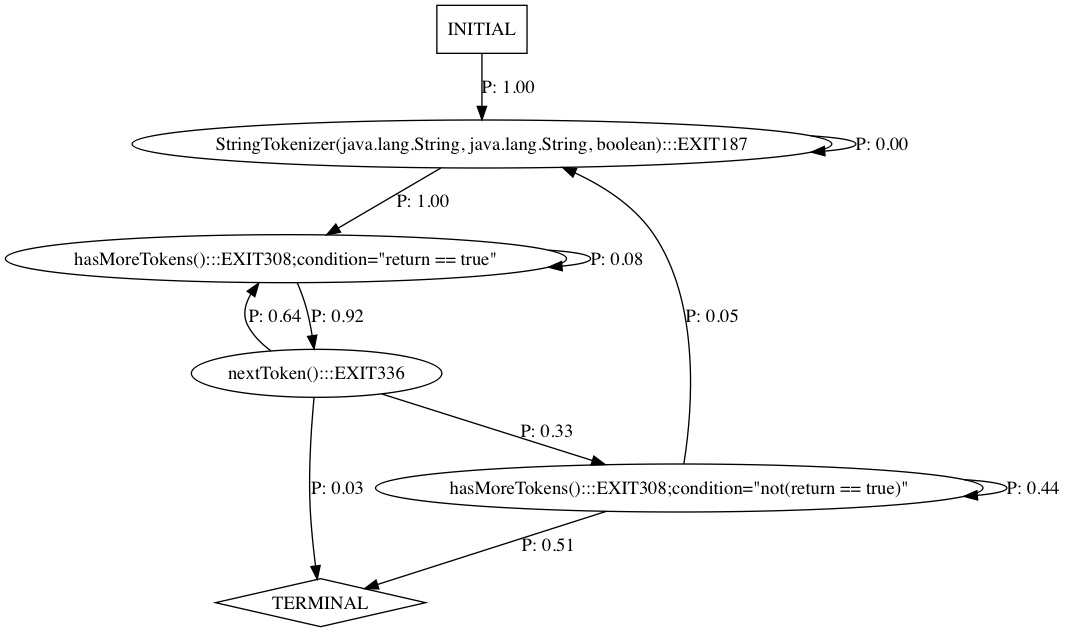 INITIAL
P: 1.00
StringTokenizer(java.lang.String, java.lang.String, boolean):::EXIT187
P: 0.00
P: 1.00
hasMoreTokens():::EXIT308;condition="return == true"
P: 0.08
P: 0.64
P: 0.92
P: 0.05
nextToken():::EXIT336
P: 0.33
P: 0.03
hasMoreTokens():::EXIT308;condition="not(return == true)"
P: 0.44
P: 0.51
TERMINAL